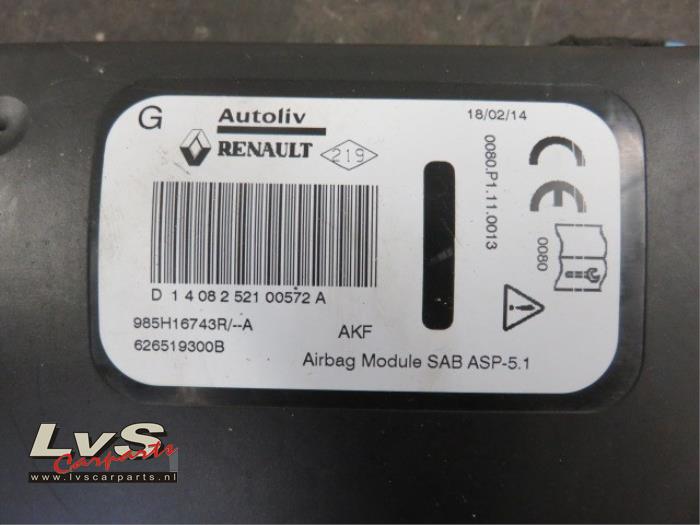 G
Autoliv
RENAULT
219
18/02/14
0080.P1.11.0013
CE
0080
D 1 4 08 2 521 00572 A
985H16743R/--A
626519300B
AKF
Airbag Module SAB ASP-5.1
LvS
Carparts
www.lvscarparts.nl